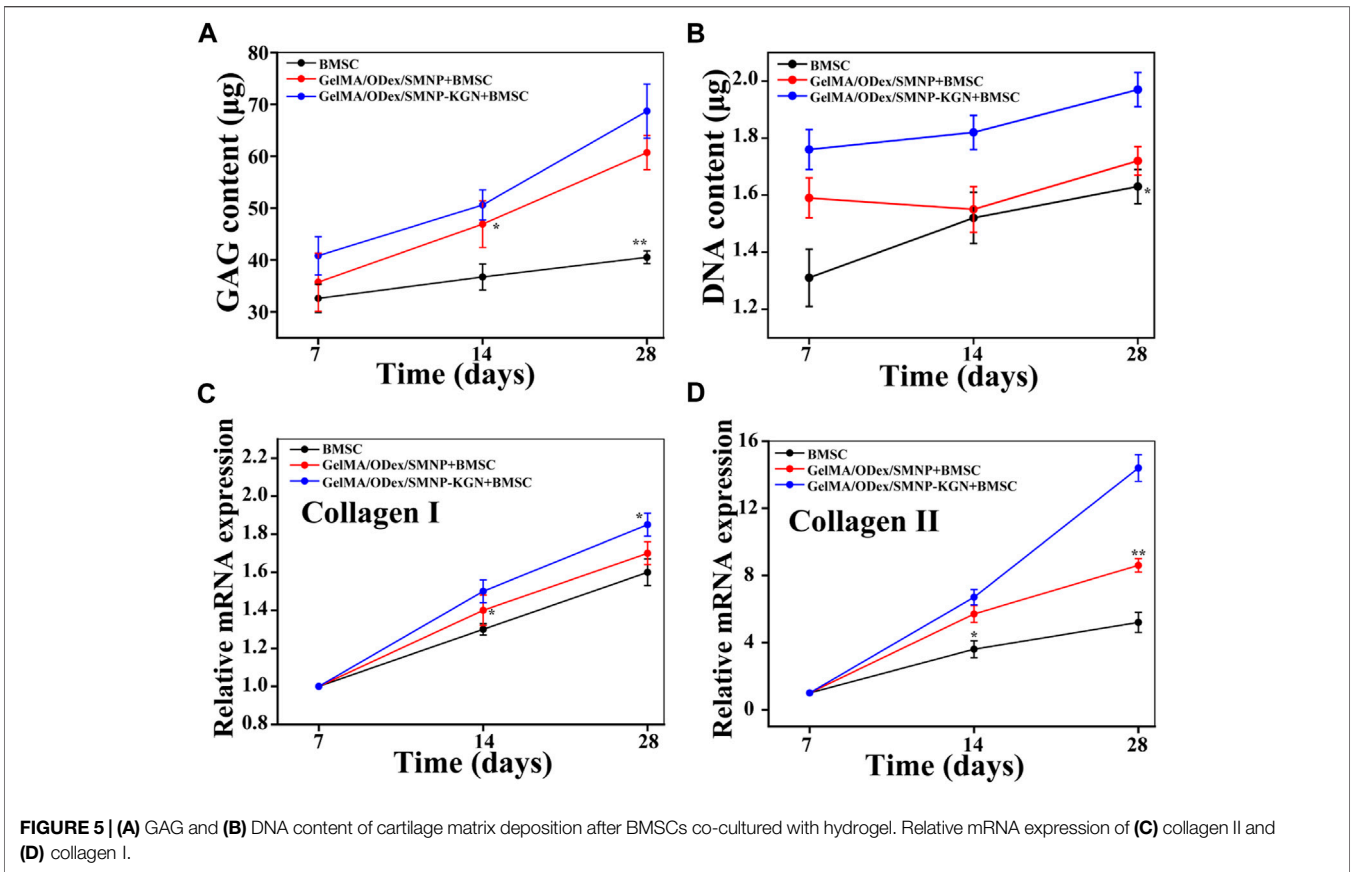 A
80
70
60
50
40
30
GAG content (µg)
BMSC
GelMA/ODex/SMNP+BMSC
GelMA/ODex/SMNP-KGN+BMSC
*
**
7
14
28
Time (days)
B
2.0
1.8
1.6
1.4
1.2
DNA content (µg)
BMSC
GelMA/ODex/SMNP+BMSC
GelMA/ODex/SMNP-KGN+BMSC
*
7
14
28
Time (days)
C
2.2
2.0
1.8
1.6
1.4
1.2
1.0
0.8
Relative mRNA expression
BMSC
GelMA/ODex/SMNP+BMSC
GelMA/ODex/SMNP-KGN+BMSC
Collagen I
*
*
7
14
28
Time (days)
D
16
12
8
4
0
Relative mRNA expression
BMSC
GelMA/ODex/SMNP+BMSC
GelMA/ODex/SMNP-KGN+BMSC
Collagen II
*
**
7
14
28
Time (days)
FIGURE 5 | (A) GAG and (B) DNA content of cartilage matrix deposition after BMSCs co-cultured with hydrogel. Relative mRNA expression of (C) collagen II and
(D) collagen I.